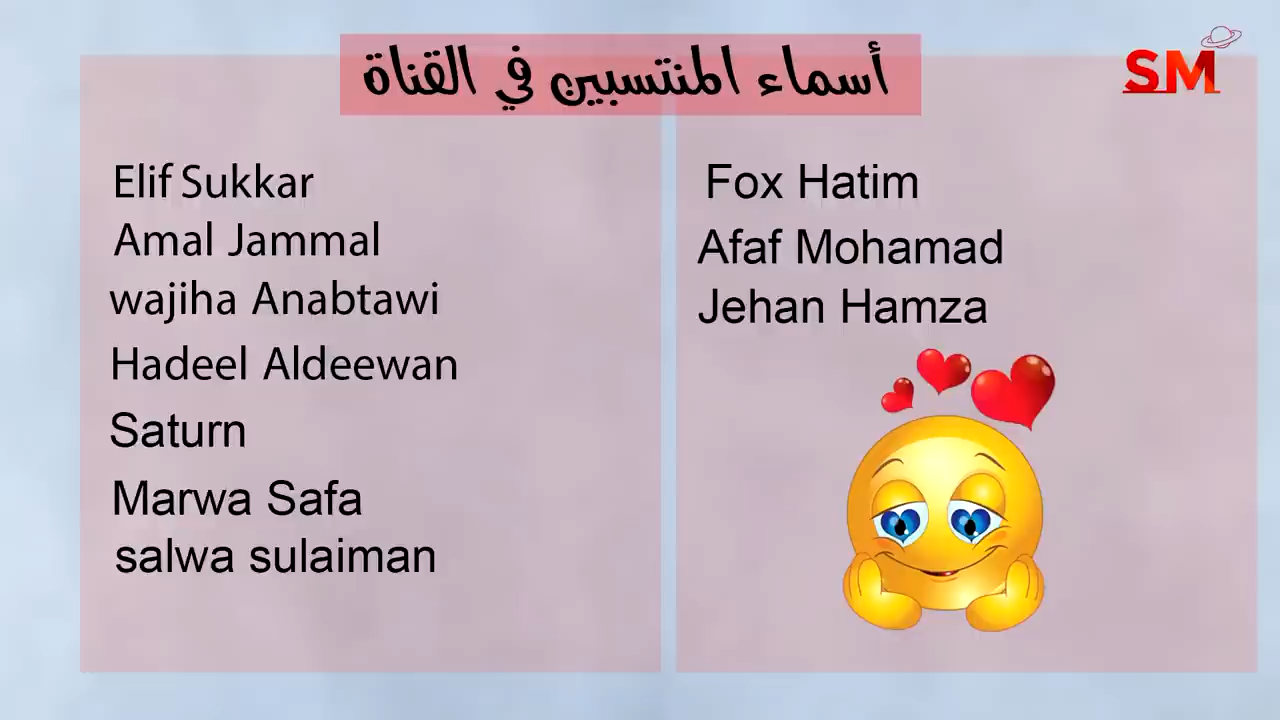 أسماء المنتسبين في القناة
SM
Elif Sukkar
Amal Jammal
wajiha Anabtawi
Hadeel Aldeewan
Saturn
Marwa Safa
salwa sulaiman
Fox Hatim
Afaf Mohamad
Jehan Hamza